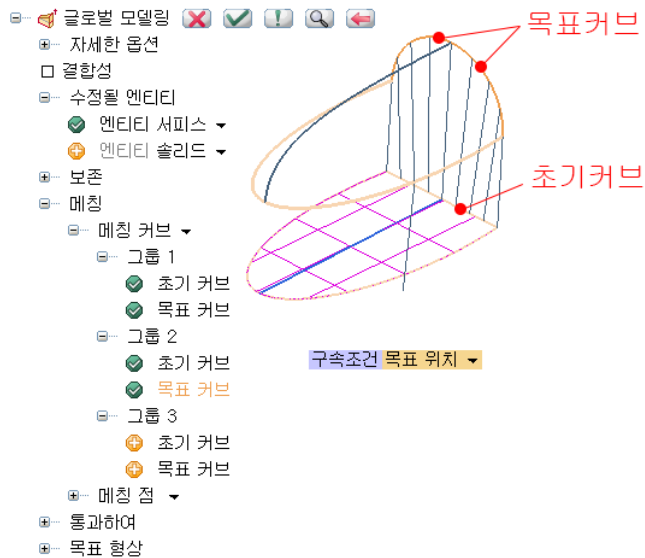 글로벌 모델링
자세한 옵션
결합성
수정될 엔티티
엔티티 서피스
엔티티 솔리드
보존
메칭
메칭 커브
그룹 1
초기 커브
목표 커브
그룹 2
초기 커브
목표 커브
그룹 3
초기 커브
목표 커브
메칭 점
통과하여
목표 형상
목표커브
초기커브
구속조건 목표 위치